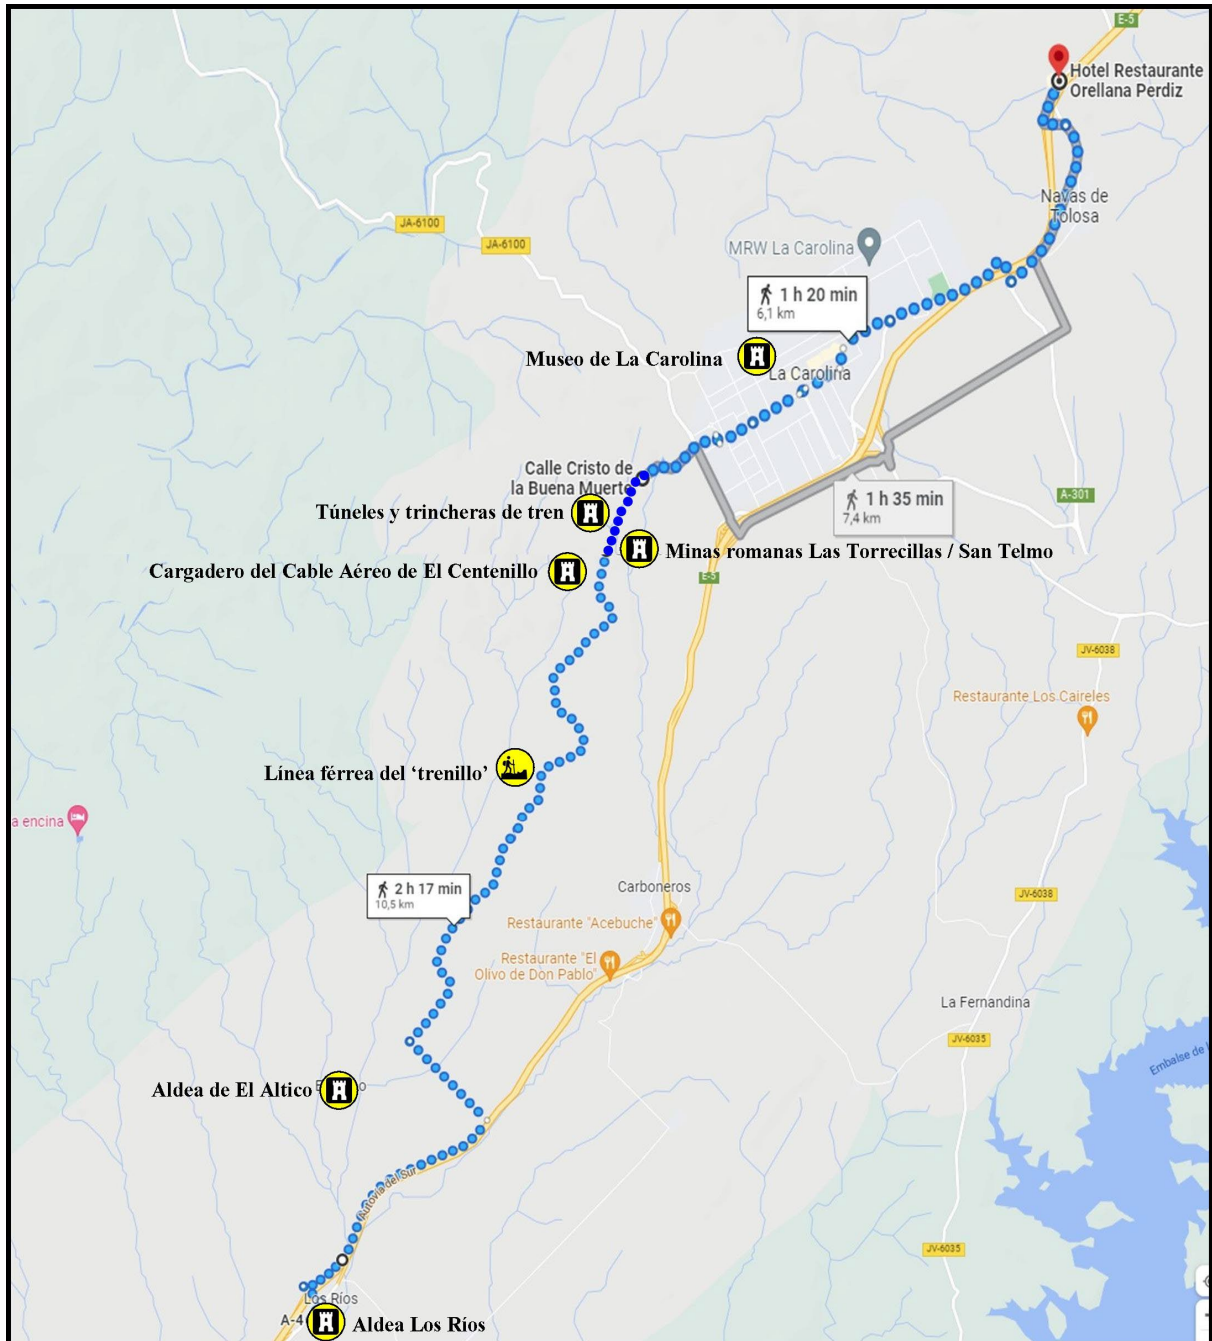 E-5
Hotel Restaurante
Orellana Perdiz
Navas de
Tolosa
JA-6100
JA-6100
MRW La Carolina
1 h 20 min
6,1 km
Museo de La Carolina
La Carolina
Calle Cristo de
la Buena Muerte
1 h 35 min
7,4 km
A-301
Túneles y trincheras de tren
Minas romanas Las Torrecillas / San Telmo
Cargadero del Cable Aéreo de El Centenillo
E-5
JV-6038
Restaurante Los Caireles
Línea férrea del ‘trenillo’
a encina
2 h 17 min
10,5 km
Carboneros
JV-6038
Restaurante "Acebuche"
Restaurante "El
Olivo de Don Pablo"
La Fernandina
JV-6035
Embalse de
Aldea de El Altico
Autovía del Sur
JV-6035
Los Ríos
A-4
Aldea Los Ríos